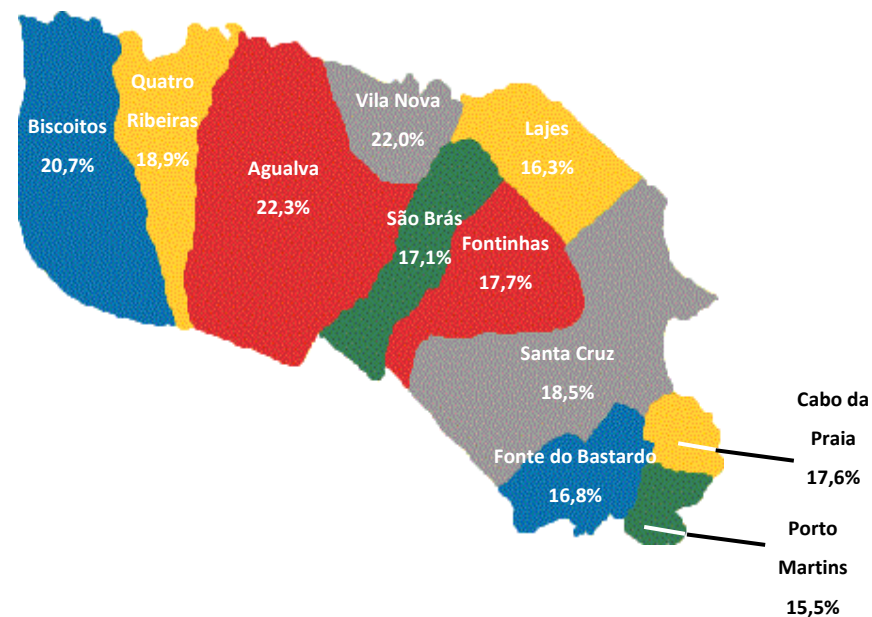 Biscoitos
20,7%
Quatro
Ribeiras
18,9%
Agualva
22,3%
Vila Nova
22,0%
São Brás
17,1%
Lajes
16,3%
Fontinhas
17,7%
Santa Cruz
18,5%
Fonte do Bastardo
16,8%
Cabo da
Praia
17,6%
Porto
Martins
15,5%